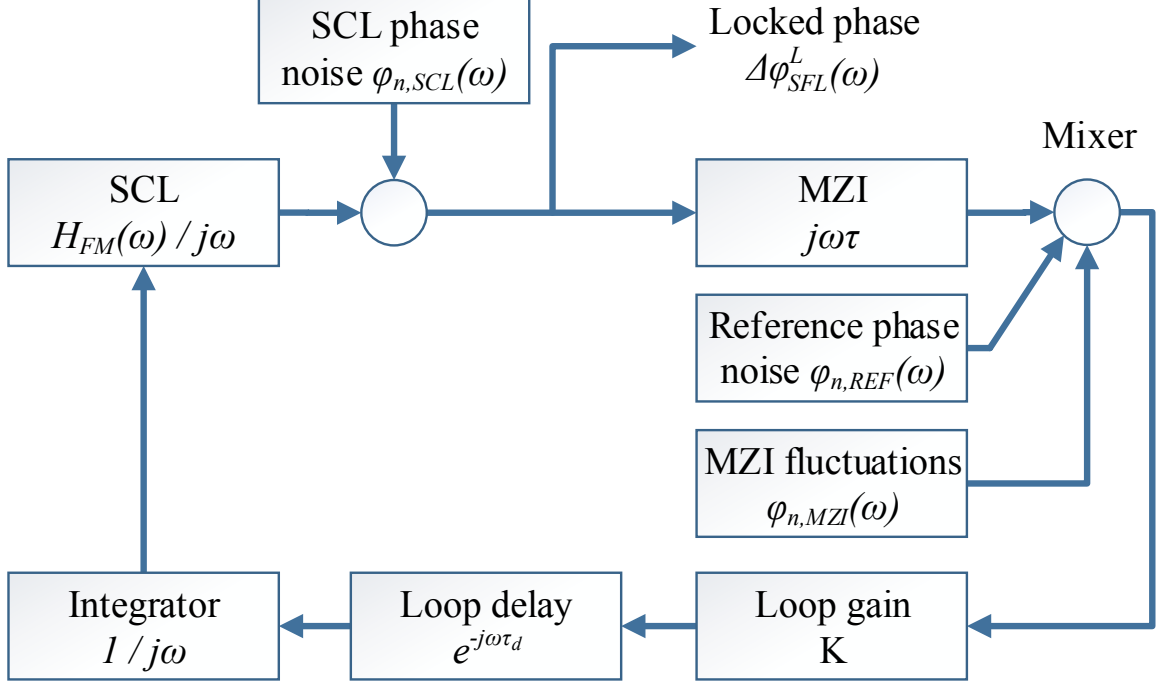 SCL phase
noise φn,SCL(ω)
Locked phase
ΔφᴸSFL(ω)
Mixer
SCL
HFM(ω) / jω
MZI
jωτ
Reference phase
noise φn,REF(ω)
MZI fluctuations
φn,MZI(ω)
Integrator
1 / jω
Loop delay
e^-jωτd
Loop gain
K